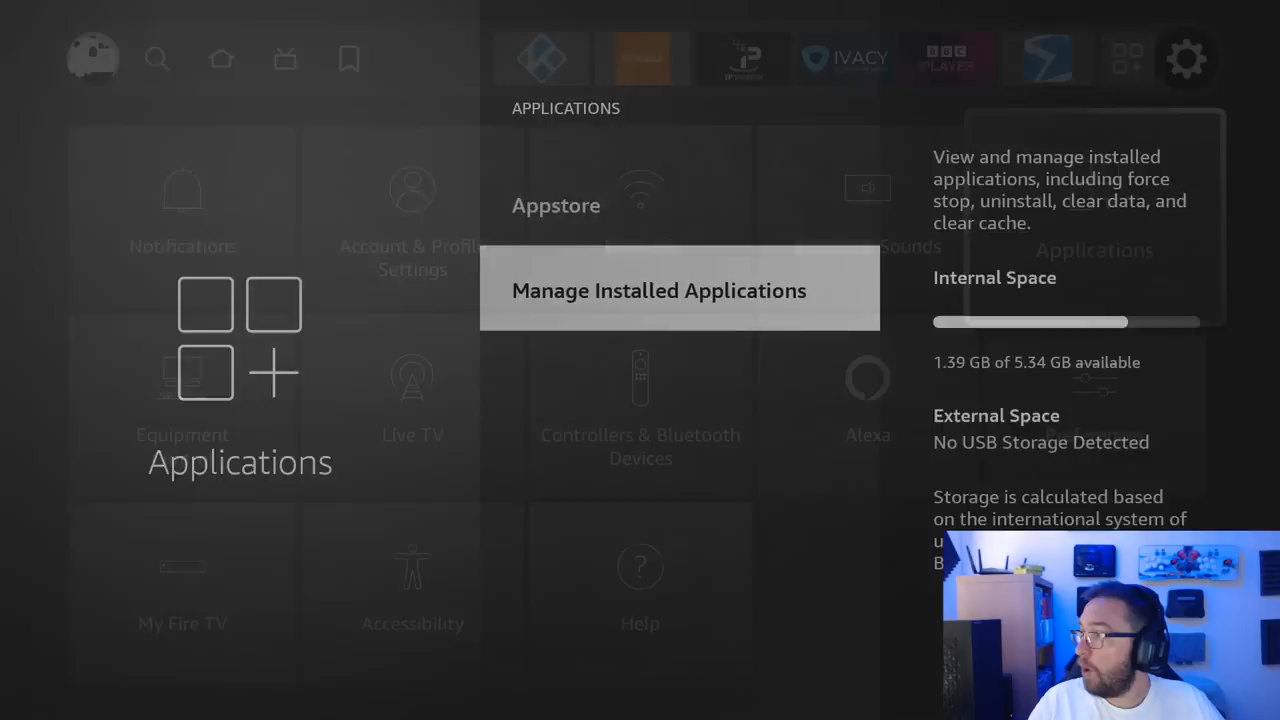 IVACY
BBC
iPLAYER
APPLICATIONS
Appstore
Manage Installed Applications
View and manage installed
applications, including force
stop, uninstall, clear data, and
clear cache.
Internal Space
1.39 GB of 5.34 GB available
External Space
No USB Storage Detected
Storage is calculated based
on the international system of
Notifications
Account & Profil
Settings
Sounds
Applications
Equipment
Live TV
Controllers & Bluetooth
Devices
Alexa
Applications
My Fire TV
Accessibility
Help